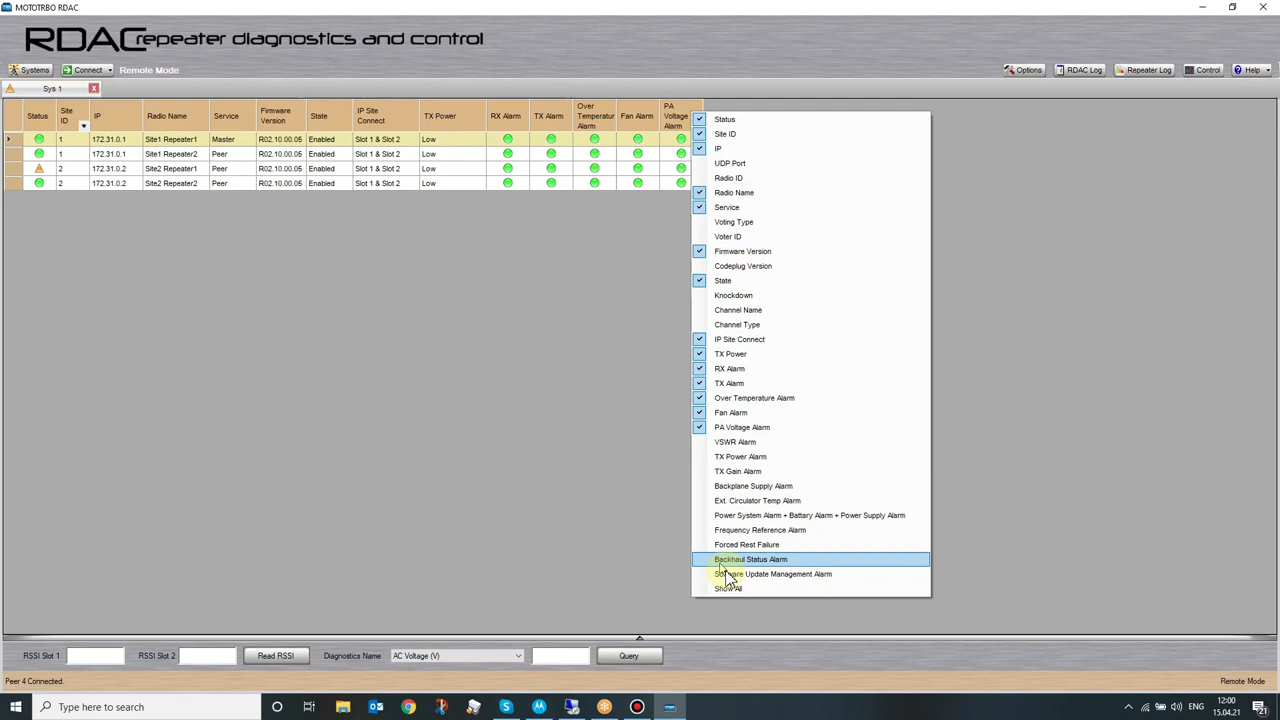 MOTOTRBO RDAC
RDAC repeater diagnostics and control
Systems Connect Remote Mode Options RDAC Log Repeater Log Control Help
Sys 1 X
Status Site ID IP Radio Name Service Firmware Version State IP Site Connect TX Power RX Alarm TX Alarm Over Temperatur Alarm Fan Alarm PA Voltage Alarm
1 172.31.0.1 Site1 Repeater1 Master R02.10.00.05 Enabled Slot 1 & Slot 2 Low
1 172.31.0.1 Site1 Repeater2 Peer R02.10.00.05 Enabled Slot 1 & Slot 2 Low
2 172.31.0.2 Site2 Repeater1 Peer R02.10.00.05 Enabled Slot 1 & Slot 2 Low
2 172.31.0.2 Site2 Repeater2 Peer R02.10.00.05 Enabled Slot 1 & Slot 2 Low
Status
Site ID
IP
UDP Port
Radio ID
Radio Name
Service
Voting Type
Voter ID
Firmware Version
Codeplug Version
State
Knockdown
Channel Name
Channel Type
IP Site Connect
TX Power
RX Alarm
TX Alarm
Over Temperature Alarm
Fan Alarm
PA Voltage Alarm
VSWR Alarm
TX Power Alarm
TX Gain Alarm
Backplane Supply Alarm
Ext. Circulator Temp Alarm
Power System Alarm + Battary Alarm + Power Supply Alarm
Frequency Reference Alarm
Forced Rest Failure
Backhaul Status Alarm
Software Update Management Alarm
Show All
RSSI Slot 1 RSSI Slot 2 Read RSSI Diagnostics Name AC Voltage (V) Query
Peer 4 Connected. Remote Mode
Type here to search ENG 12:00
15.04.21